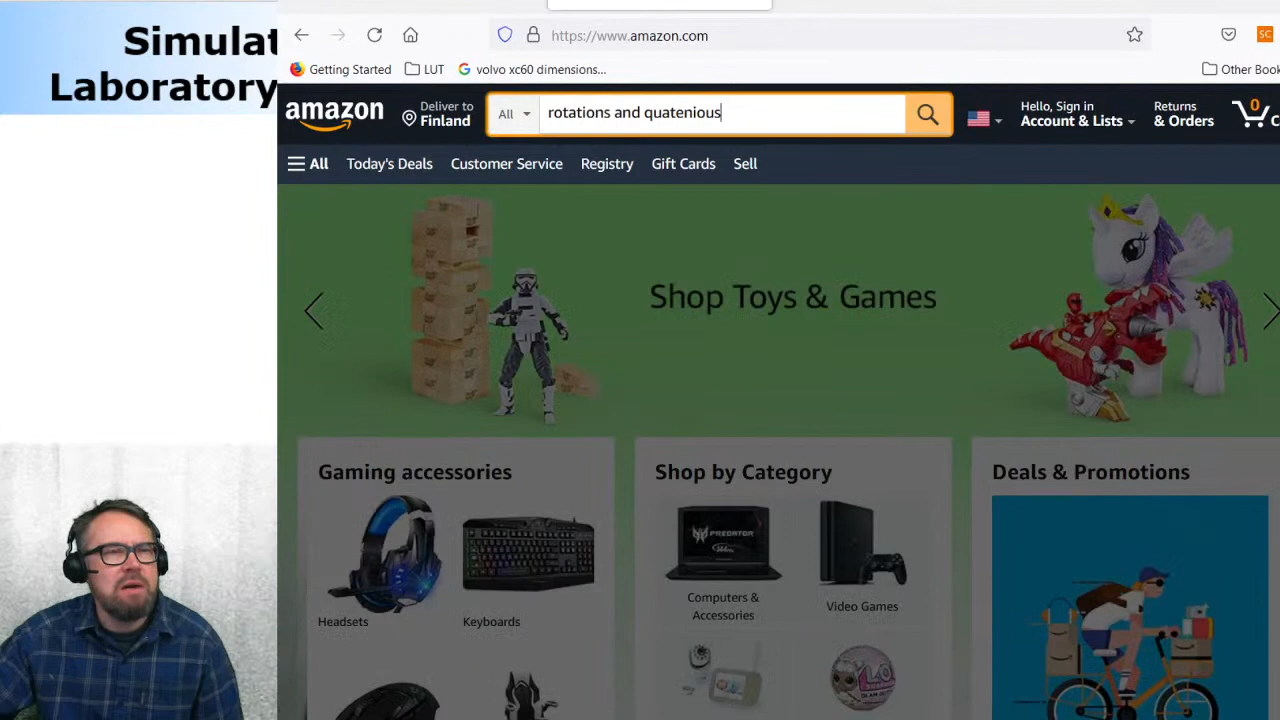 Simulat
Laboratory
https://www.amazon.com
SC
Getting Started
LUT
volvo xc60 dimensions...
Other Book
amazon
Deliver to
Finland
All
rotations and quatenious
Hello, Sign in
Account & Lists
Returns
& Orders
0
C
All
Today's Deals
Customer Service
Registry
Gift Cards
Sell
Shop Toys & Games
Gaming accessories
Headsets
Keyboards
Shop by Category
PREDATOR
Computers &
Accessories
Video Games
L.O.L
Deals & Promotions